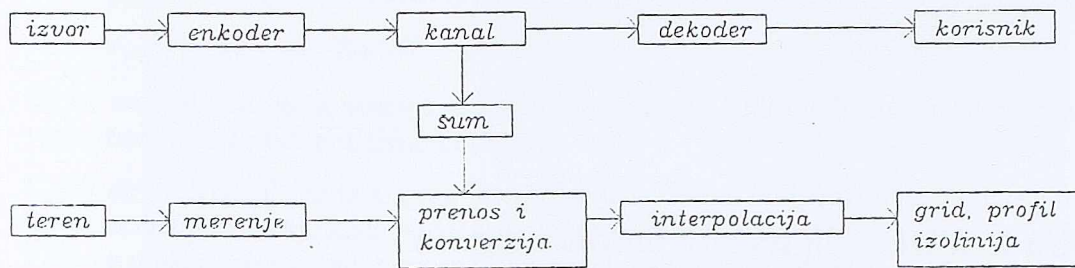 izvor enkoder kanal dekoder korisnik
šum
teren merenje prenos i konverzija interpolacija grid, profil izolinija